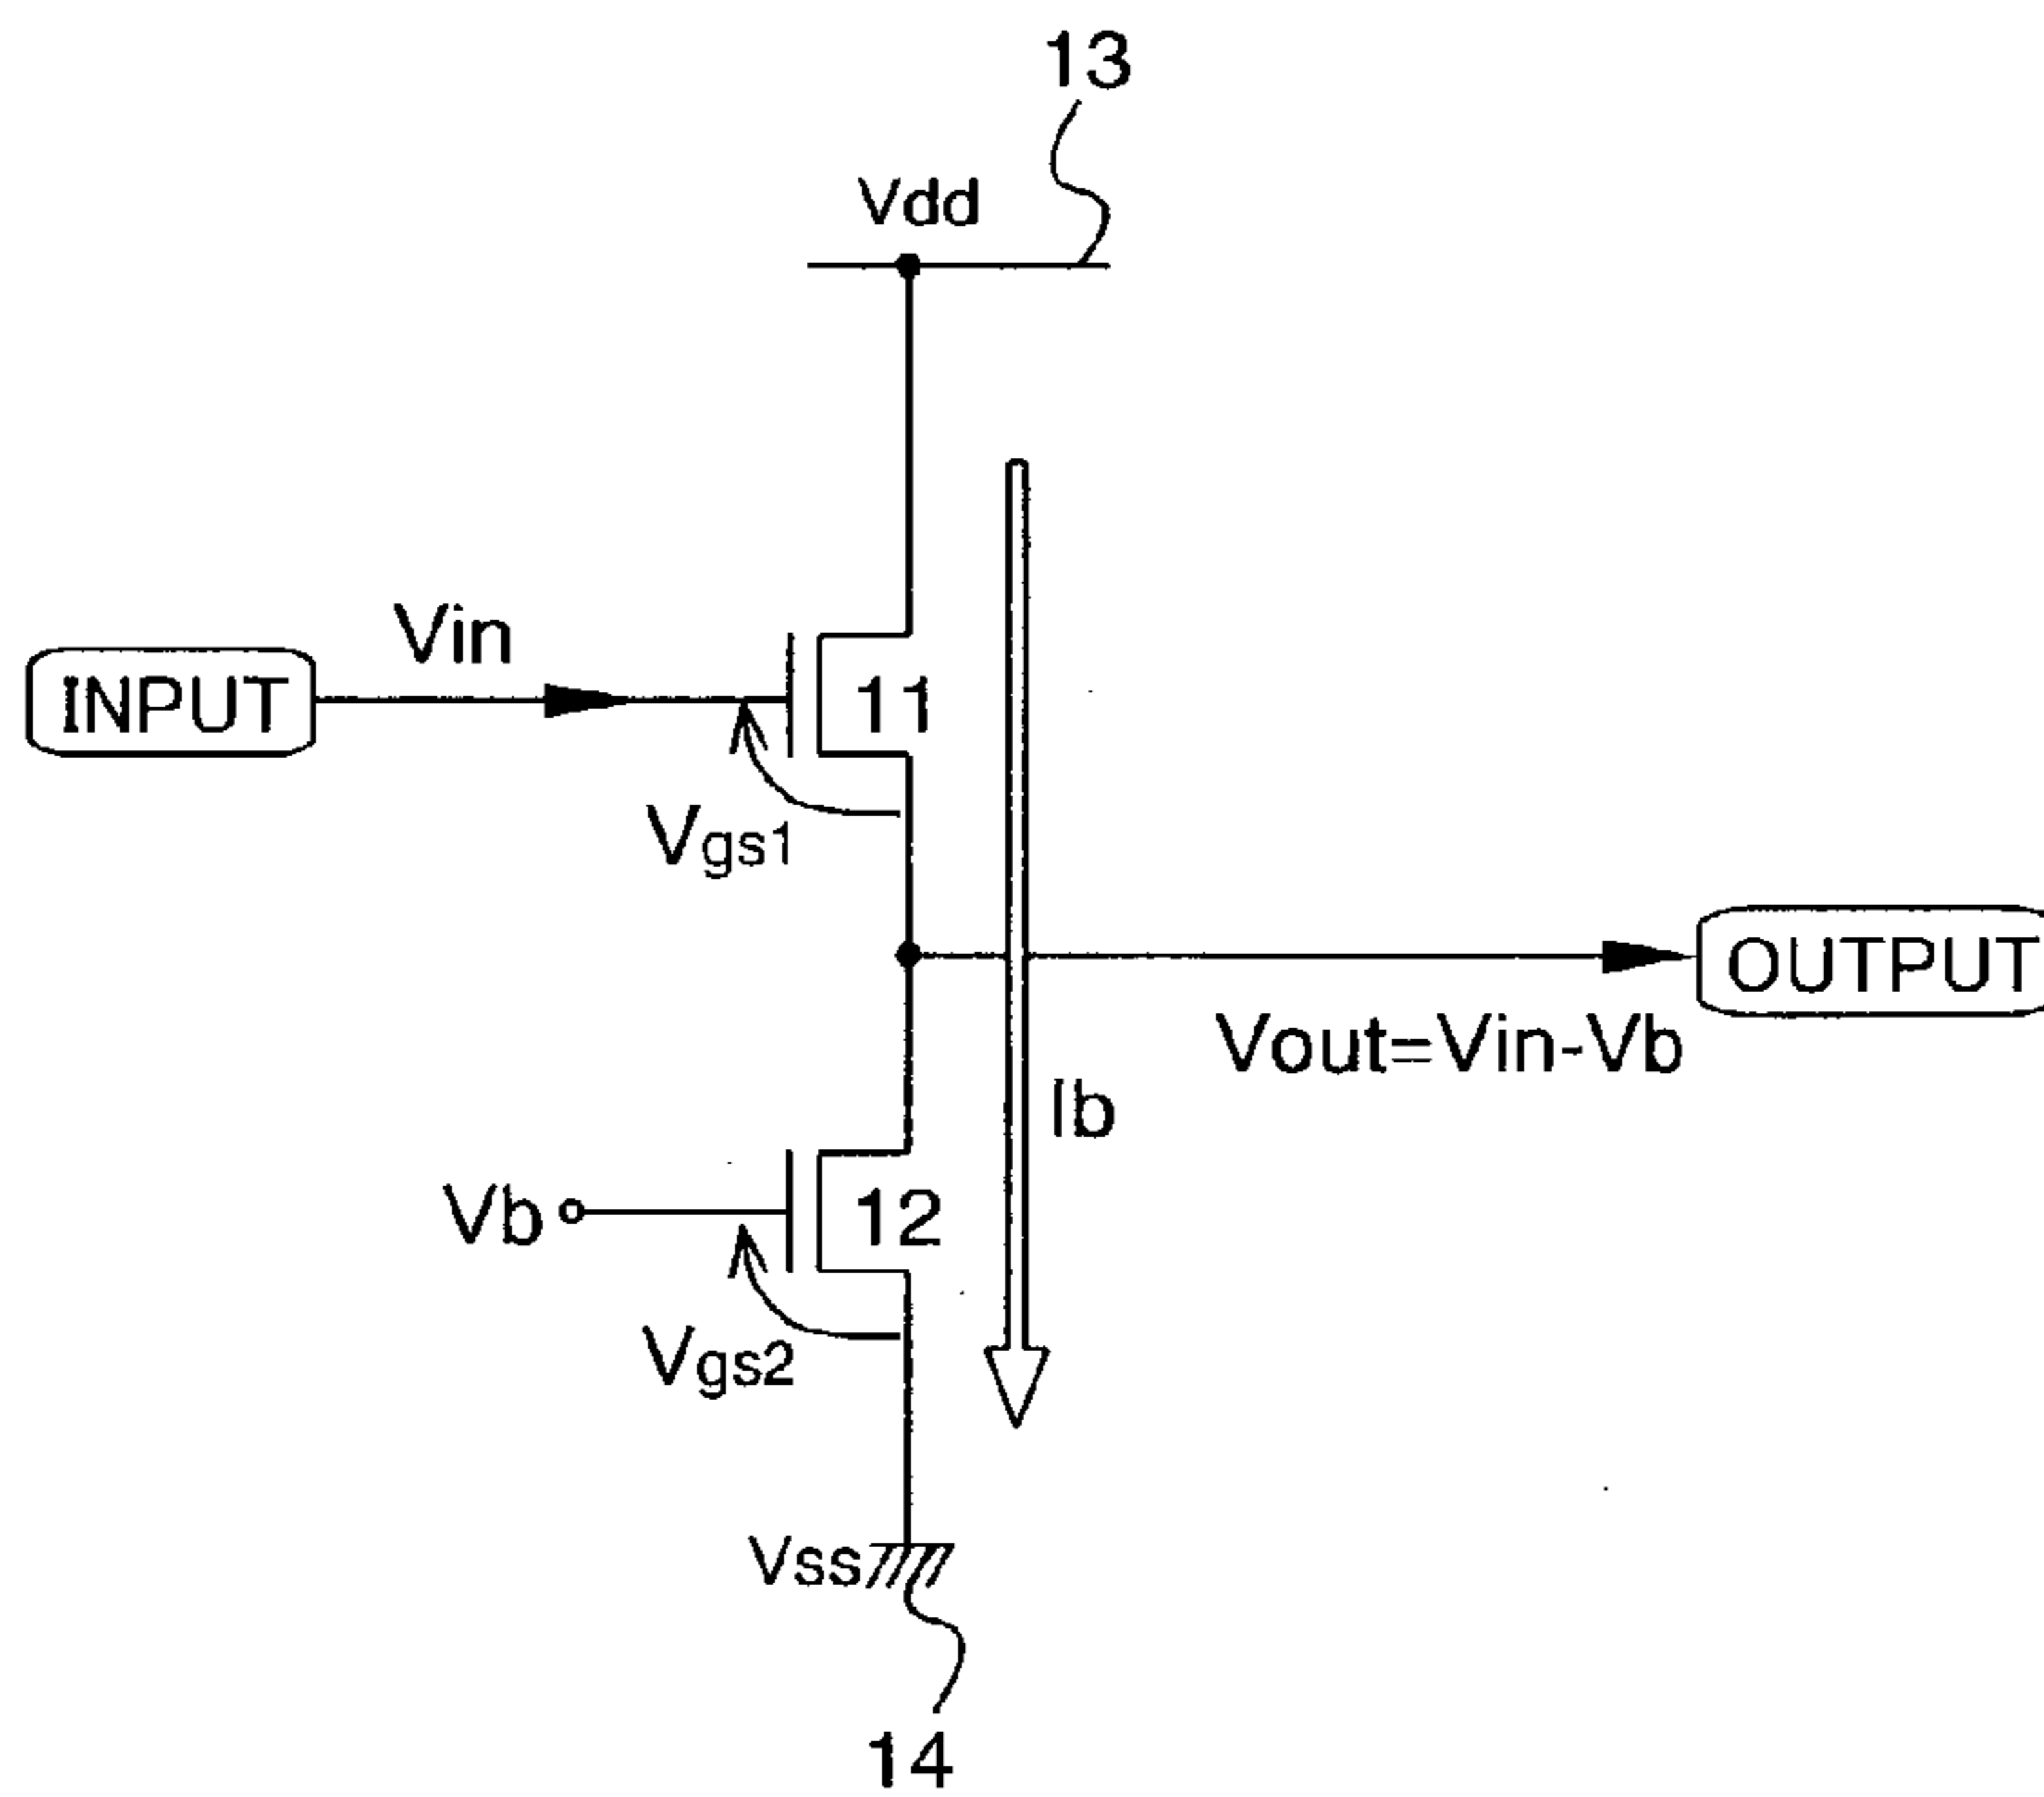 13
Vdd
Vin
INPUT
11
Vgs1
OUTPUT
Vout=Vin-Vb
Ib
Vb
12
Vgs2
Vss
14